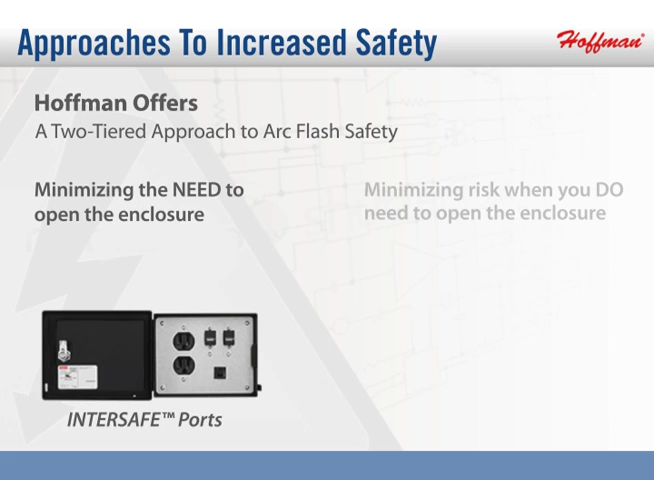 Approaches To Increased Safety
Hoffman®
Hoffman Offers
A Two-Tiered Approach to Arc Flash Safety
Minimizing the NEED to
open the enclosure
Minimizing risk when you DO
need to open the enclosure
INTERSAFE™ Ports